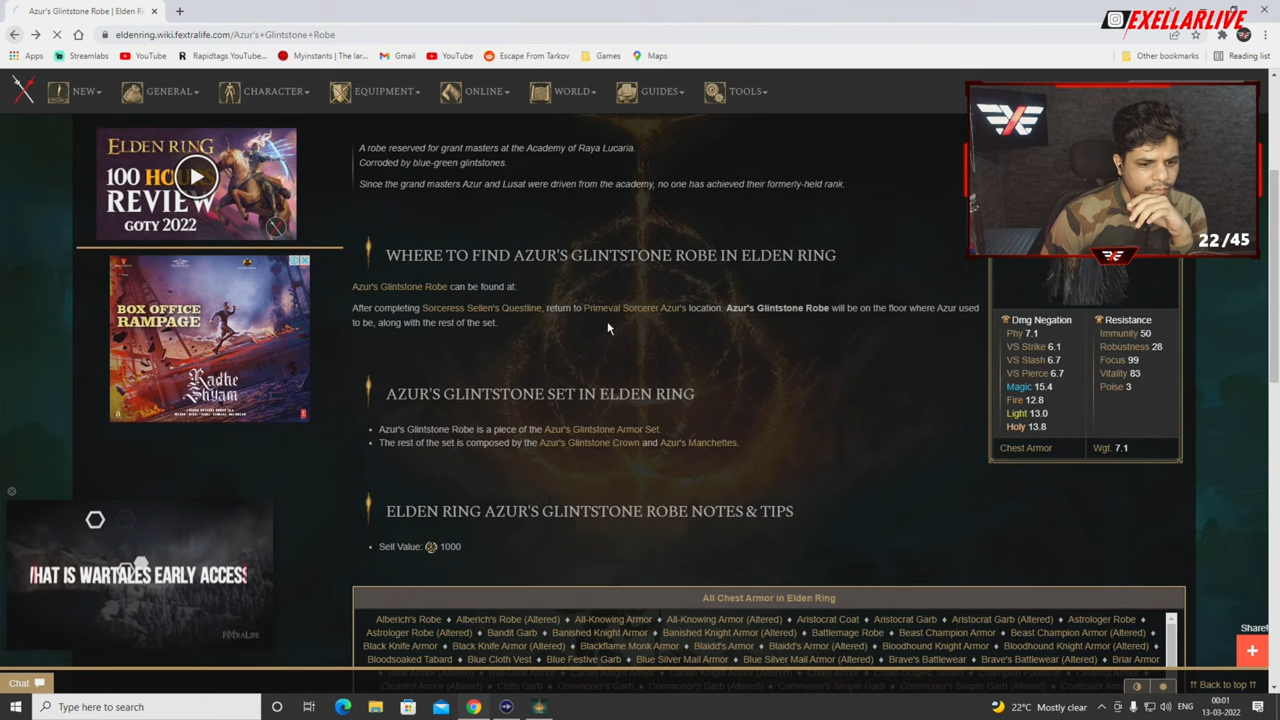 Azur's Glintstone Robe | Elden Ri
EXELLARLIVE
eldenring.wiki.fextralife.com/Azur's+Glintstone+Robe
Apps
Streamlabs
YouTube
Rapidtags YouTube...
Myinstants | The lar...
Gmail
YouTube
Escape From Tarkov
Games
Maps
Other bookmarks
Reading list
NEW
GENERAL
CHARACTER
EQUIPMENT
ONLINE
WORLD
GUIDES
TOOLS
ELDEN RING
100 HOURS
REVIEW
GOTY 2022
A robe reserved for grant masters at the Academy of Raya Lucaria.
Corroded by blue-green glintstones.
Since the grand masters Azur and Lusat were driven from the academy, no one has achieved their formerly-held rank.
22/45
WHERE TO FIND AZUR'S GLINTSTONE ROBE IN ELDEN RING
Azur's Glintstone Robe can be found at:
After completing Sorceress Sellen's Questline, return to Primeval Sorcerer Azur's location. Azur's Glintstone Robe will be on the floor where Azur used
to be, along with the rest of the set.
BOX OFFICE
RAMPAGE
Radhe
Shyam
Dmg Negation
Resistance
Phy 7.1
Immunity 50
VS Strike 6.1
Robustness 28
VS Slash 6.7
Focus 99
VS Pierce 6.7
Vitality 83
Magic 15.4
Poise 3
Fire 12.8
Light 13.0
Holy 13.8
Chest Armor
Wgt. 7.1
AZUR'S GLINTSTONE SET IN ELDEN RING
Azur's Glintstone Robe is a piece of the Azur's Glintstone Armor Set.
The rest of the set is composed by the Azur's Glintstone Crown and Azur's Manchettes.
ELDEN RING AZUR'S GLINTSTONE ROBE NOTES & TIPS
Sell Value: 1000
HAT IS WARTALES EARLY ACCESS
FEXTRALIFE
All Chest Armor in Elden Ring
Alberich's Robe ♦ Alberich's Robe (Altered) ♦ All-Knowing Armor ♦ All-Knowing Armor (Altered) ♦ Aristocrat Coat ♦ Aristocrat Garb ♦ Aristocrat Garb (Altered) ♦ Astrologer Robe ♦
Astrologer Robe (Altered) ♦ Bandit Garb ♦ Banished Knight Armor ♦ Banished Knight Armor (Altered) ♦ Battlemage Robe ♦ Beast Champion Armor ♦ Beast Champion Armor (Altered) ♦
Black Knife Armor ♦ Black Knife Armor (Altered) ♦ Blackflame Monk Armor ♦ Blaidd's Armor ♦ Blaidd's Armor (Altered) ♦ Bloodhound Knight Armor ♦ Bloodhound Knight Armor (Altered) ♦
Bloodsoaked Tabard ♦ Blue Cloth Vest ♦ Blue Festive Garb ♦ Blue Silver Mail Armor ♦ Blue Silver Mail Armor (Altered) ♦ Brave's Battlewear ♦ Brave's Battlewear (Altered) ♦ Briar Armor
Share
Chat
Back to top
Type here to search
22°C Mostly clear
ENG
00:01
13-03-2022